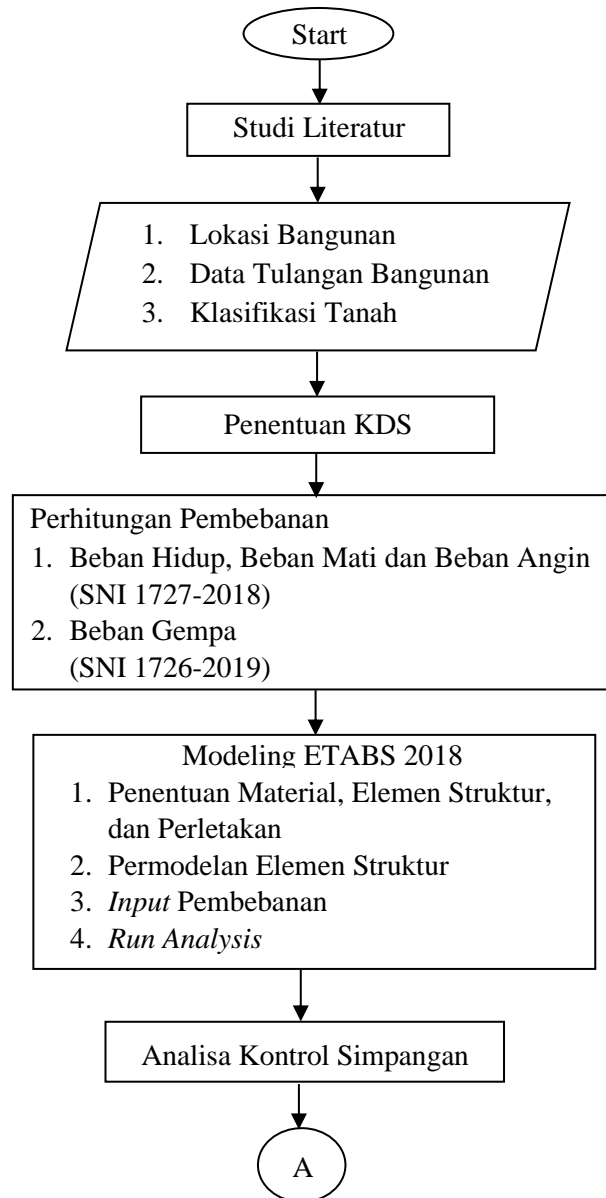 Start
Studi Literatur
1. Lokasi Bangunan
2. Data Tulangan Bangunan
3. Klasifikasi Tanah
Penentuan KDS
Perhitungan Pembebanan
1. Beban Hidup, Beban Mati dan Beban Angin
(SNI 1727-2018)
2. Beban Gempa
(SNI 1726-2019)
Modeling ETABS 2018
1. Penentuan Material, Elemen Struktur,
dan Perletakan
2. Permodelan Elemen Struktur
3. Input Pembebanan
4. Run Analysis
Analisa Kontrol Simpangan
A